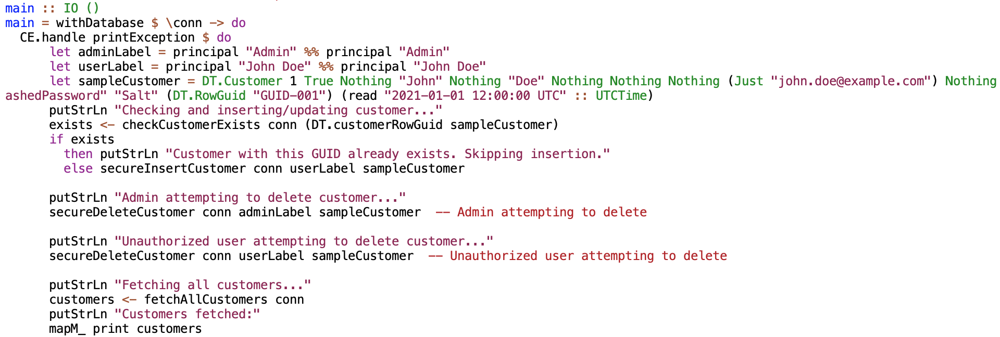 main :: IO ()
main = withDatabase $ \conn -> do
  CE.handle printException $ do
      let adminLabel = principal "Admin" %% principal "Admin"
      let userLabel = principal "John Doe" %% principal "John Doe"
      let sampleCustomer = DT.Customer 1 True Nothing "John" Nothing "Doe" Nothing Nothing Nothing (Just "john.doe@example.com") Nothing
ashedPassword" "Salt" (DT.RowGuid "GUID-001") (read "2021-01-01 12:00:00 UTC" :: UTCTime)
      putStrLn "Checking and inserting/updating customer..."
      exists <- checkCustomerExists conn (DT.customerRowGuid sampleCustomer)
      if exists
        then putStrLn "Customer with this GUID already exists. Skipping insertion."
        else secureInsertCustomer conn userLabel sampleCustomer

      putStrLn "Admin attempting to delete customer..."
      secureDeleteCustomer conn adminLabel sampleCustomer  -- Admin attempting to delete

      putStrLn "Unauthorized user attempting to delete customer..."
      secureDeleteCustomer conn userLabel sampleCustomer  -- Unauthorized user attempting to delete

      putStrLn "Fetching all customers..."
      customers <- fetchAllCustomers conn
      putStrLn "Customers fetched:"
      mapM_ print customers